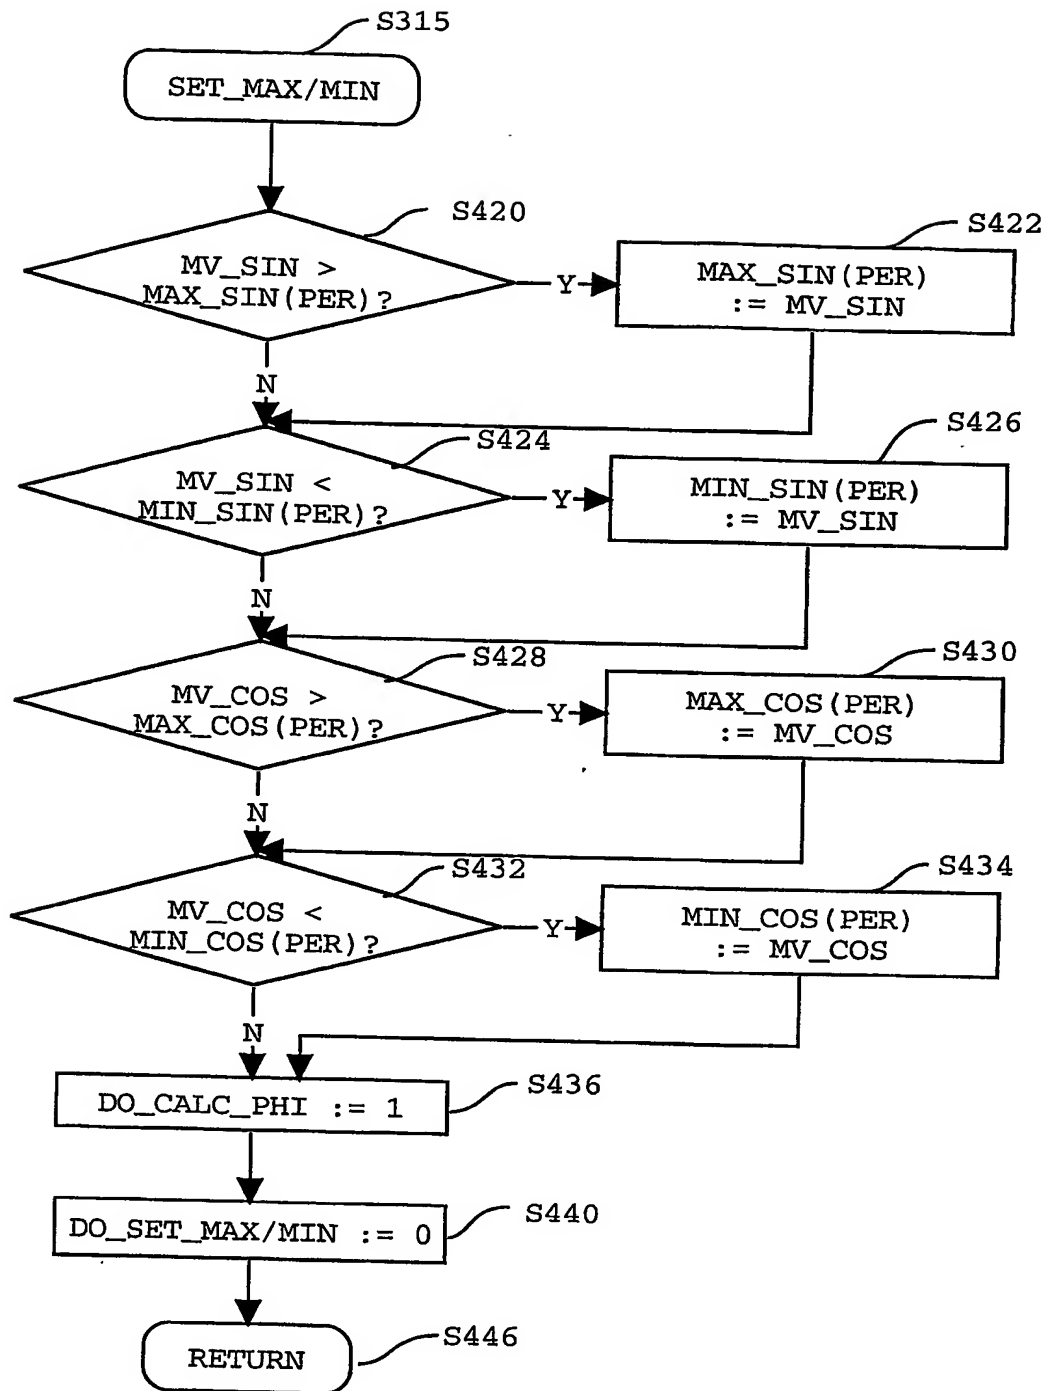 S315
SET_MAX/MIN
S420
MV_SIN >
MAX_SIN(PER)?
Y
S422
MAX_SIN(PER)
:= MV_SIN
N
S424
MV_SIN <
MIN_SIN(PER)?
Y
S426
MIN_SIN(PER)
:= MV_SIN
N
S428
MV_COS >
MAX_COS(PER)?
Y
S430
MAX_COS(PER)
:= MV_COS
N
S432
MV_COS <
MIN_COS(PER)?
Y
S434
MIN_COS(PER)
:= MV_COS
N
S436
DO_CALC_PHI := 1
S440
DO_SET_MAX/MIN := 0
S446
RETURN